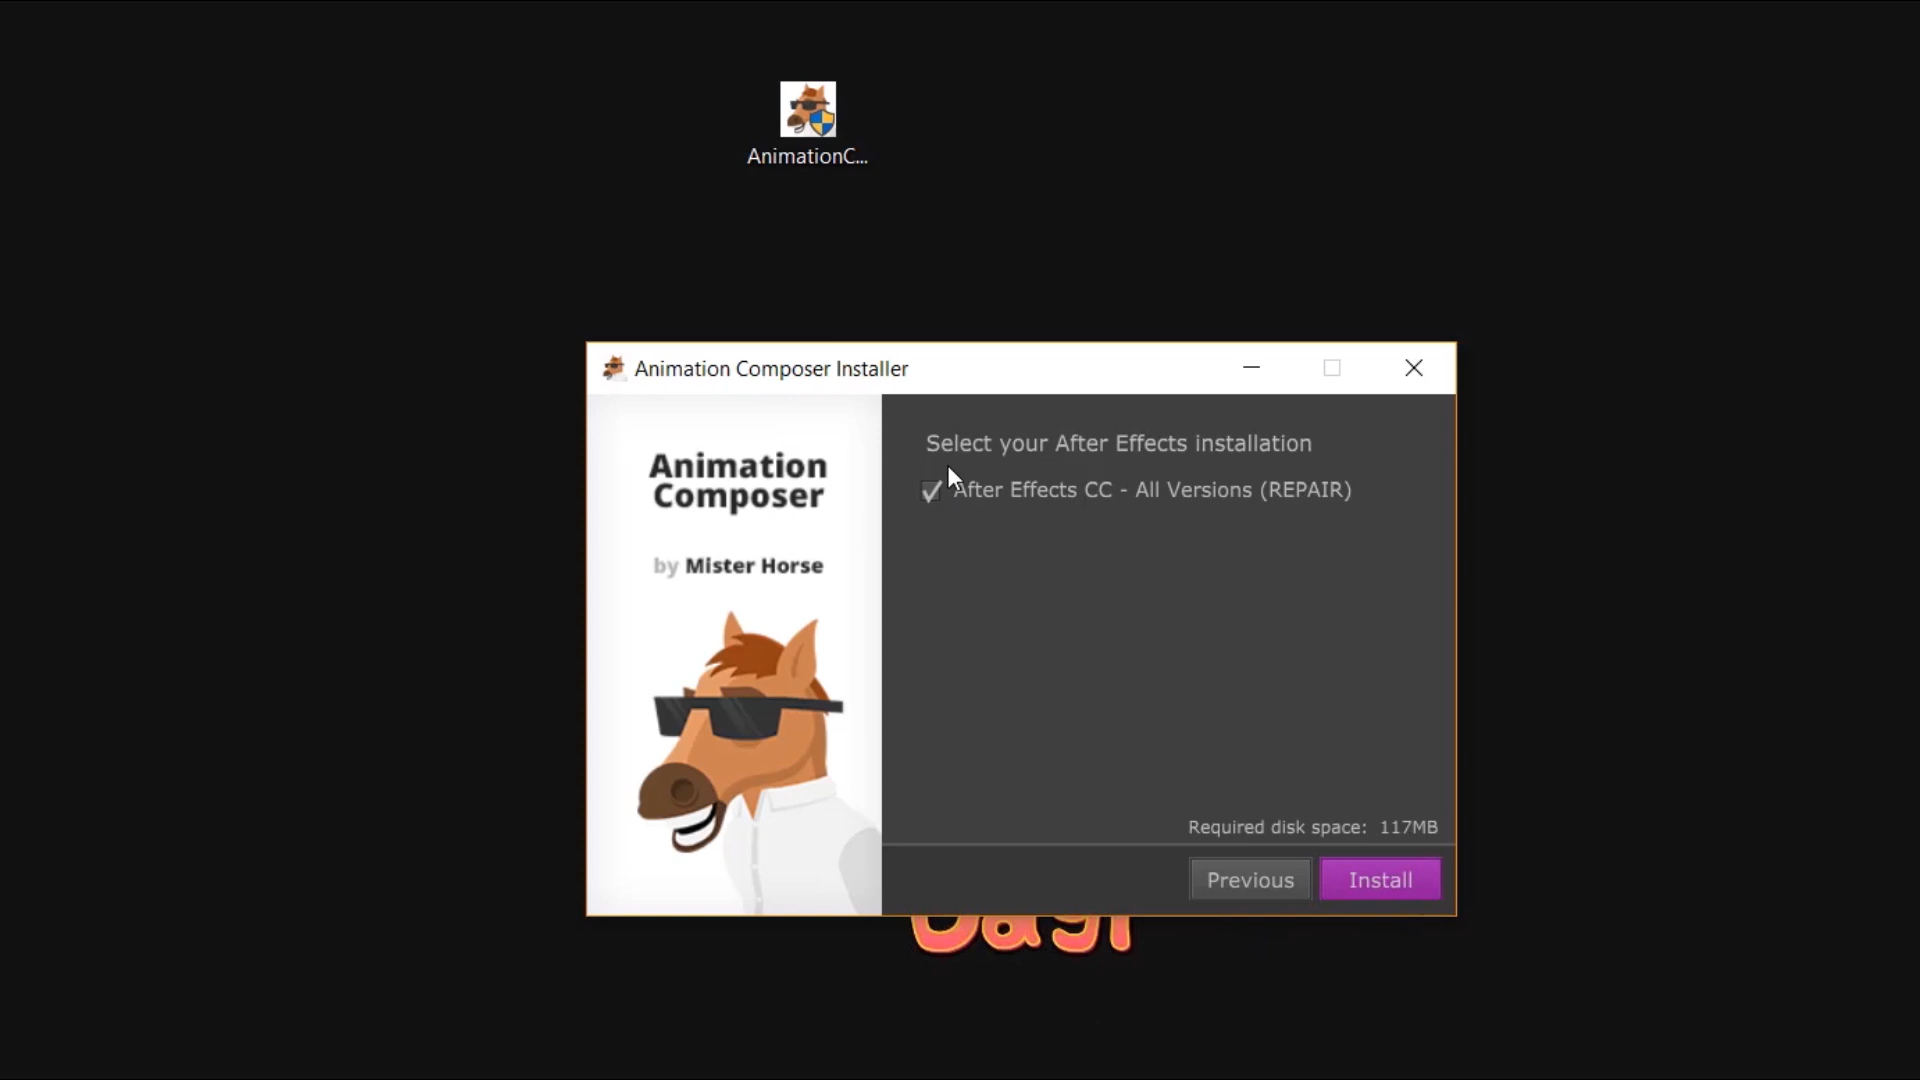 AnimationC...
Animation Composer Installer
Animation
Composer
by Mister Horse
Select your After Effects installation
After Effects CC - All Versions (REPAIR)
Required disk space: 117MB
Previous
Install